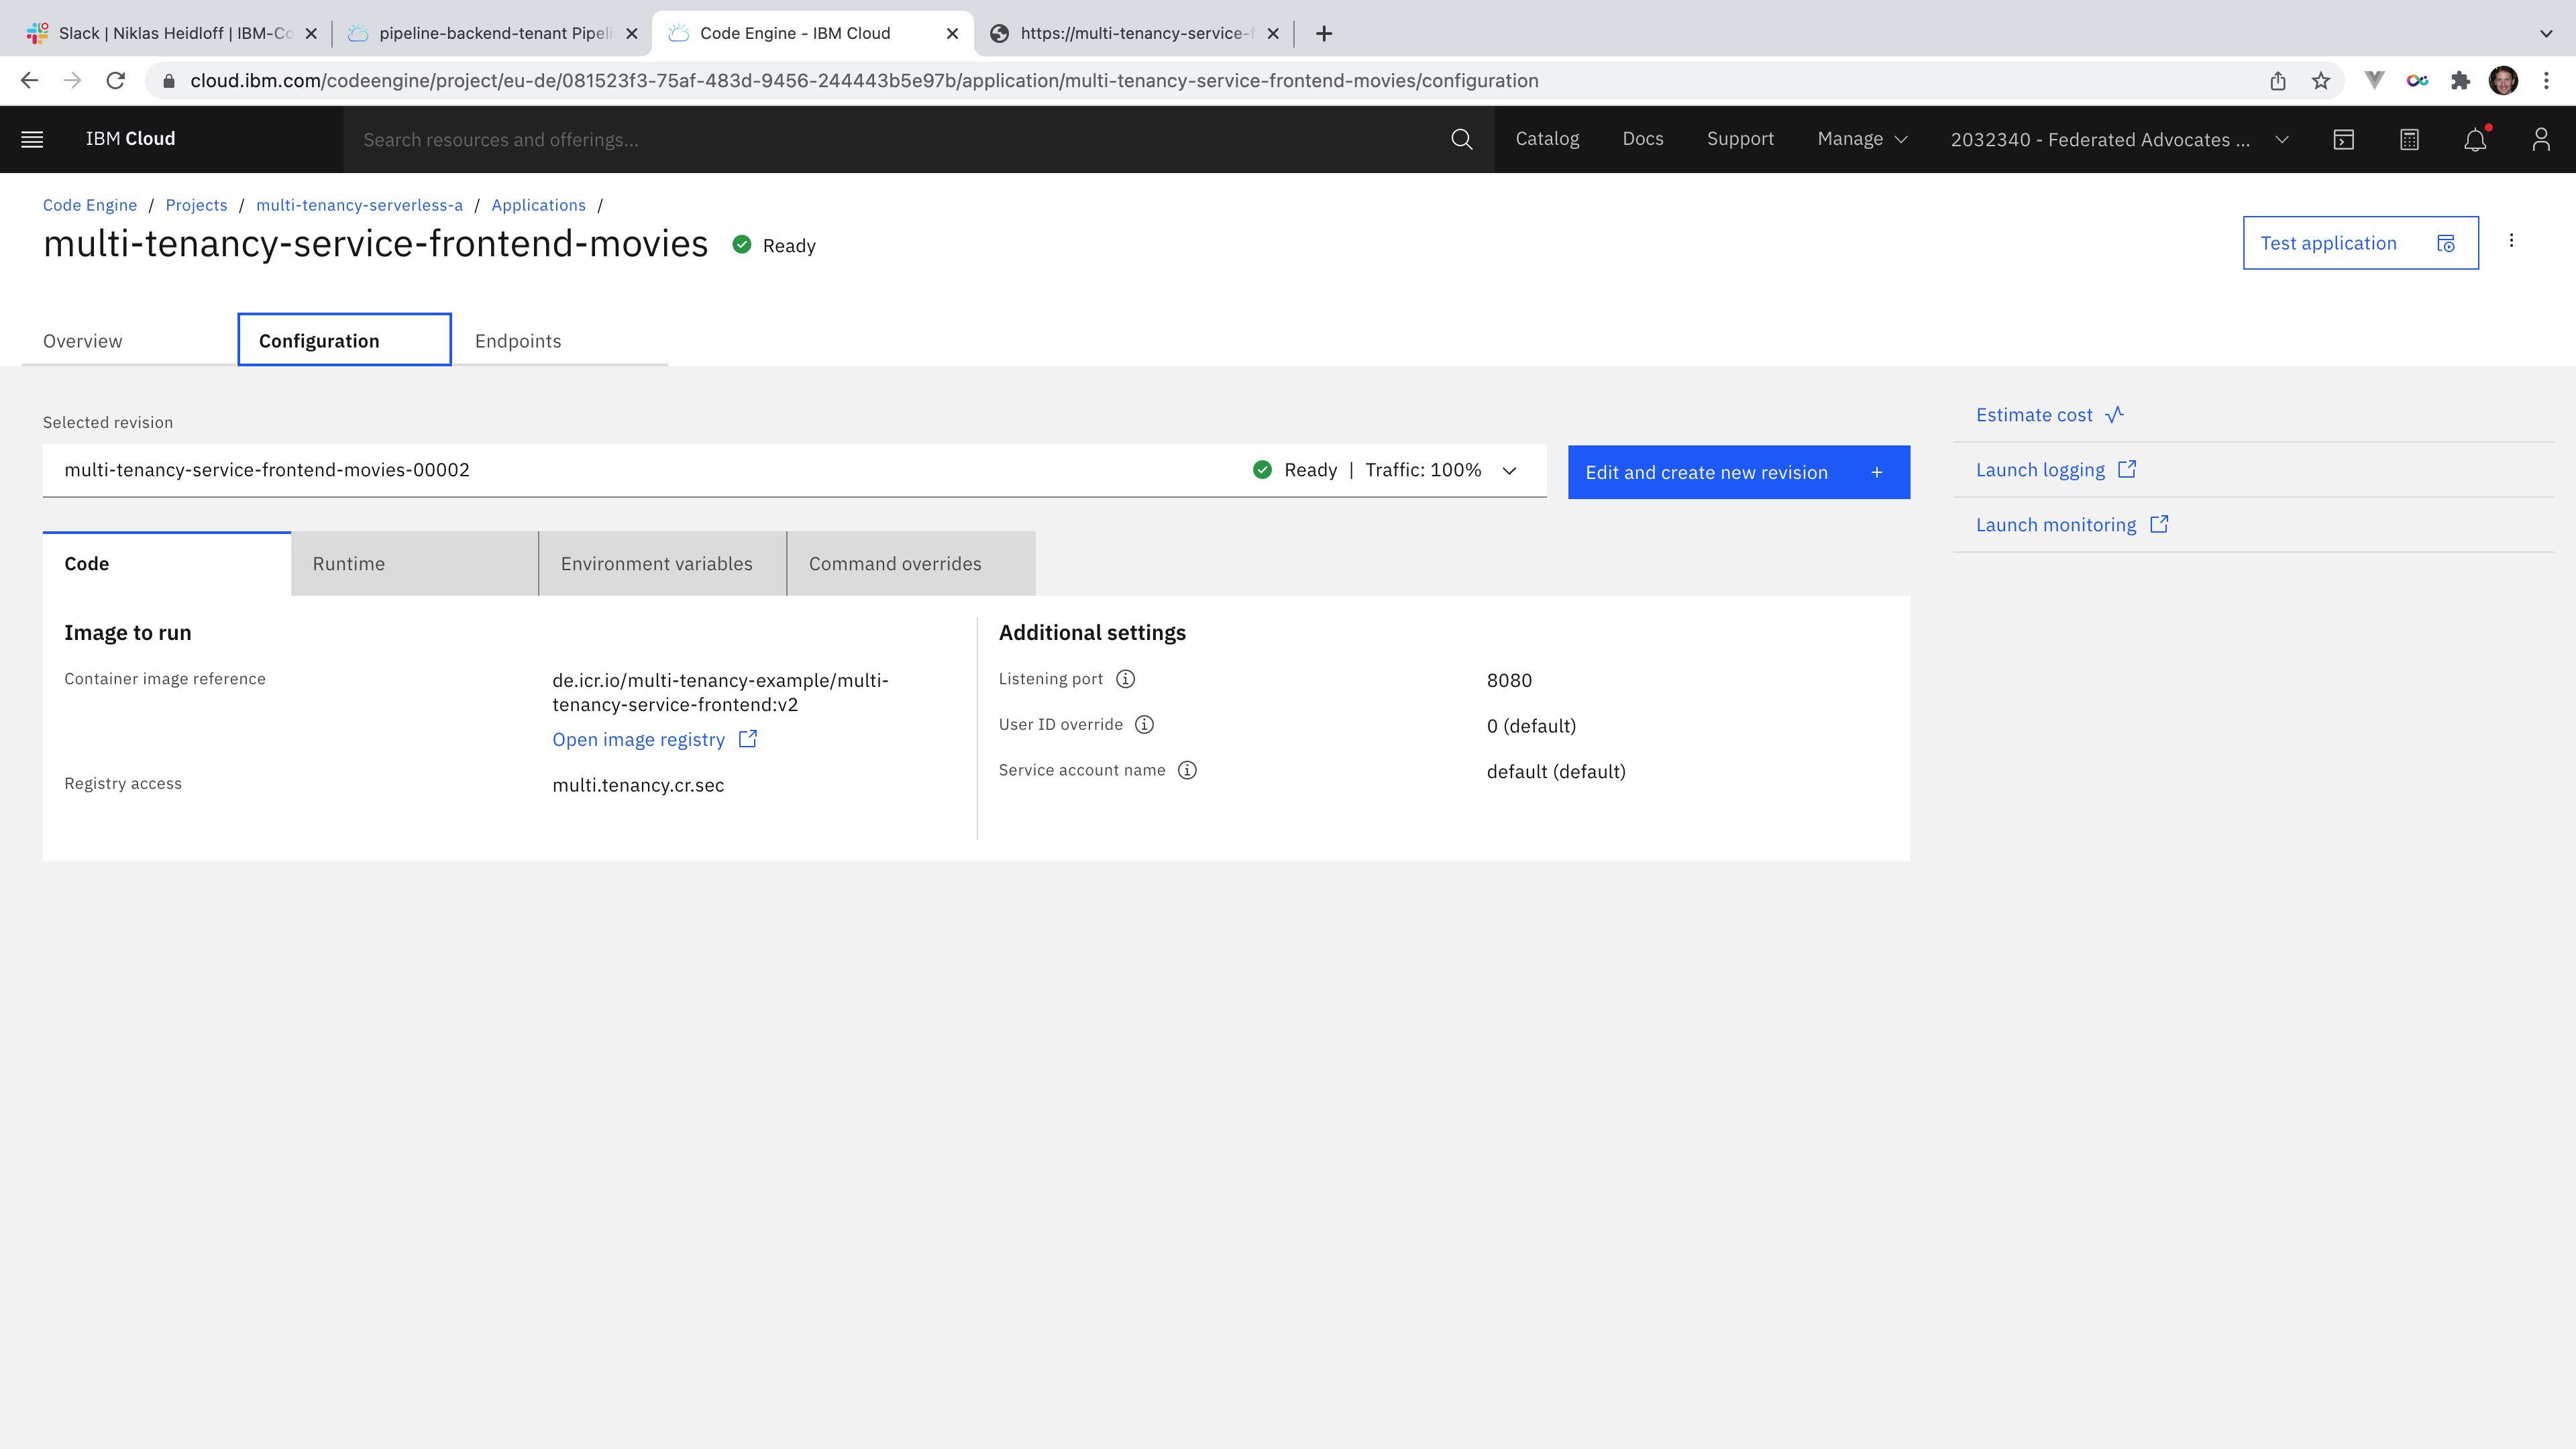 Slack | Niklas Heidloff | IBM-Co
pipeline-backend-tenant Pipeli
Code Engine - IBM Cloud
https://multi-tenancy-service-f
cloud.ibm.com/codeengine/project/eu-de/081523f3-75af-483d-9456-244443b5e97b/application/multi-tenancy-service-frontend-movies/configuration
IBM Cloud
Search resources and offerings...
Catalog
Docs
Support
Manage
2032340 - Federated Advocates ...
Code Engine / Projects / multi-tenancy-serverless-a / Applications /
multi-tenancy-service-frontend-movies
Ready
Test application
Overview
Configuration
Endpoints
Selected revision
multi-tenancy-service-frontend-movies-00002
Ready | Traffic: 100%
Edit and create new revision +
Estimate cost
Launch logging
Launch monitoring
Code
Runtime
Environment variables
Command overrides
Image to run
Container image reference
de.icr.io/multi-tenancy-example/multi-
tenancy-service-frontend:v2
Open image registry
Registry access
multi.tenancy.cr.sec
Additional settings
Listening port
8080
User ID override
0 (default)
Service account name
default (default)